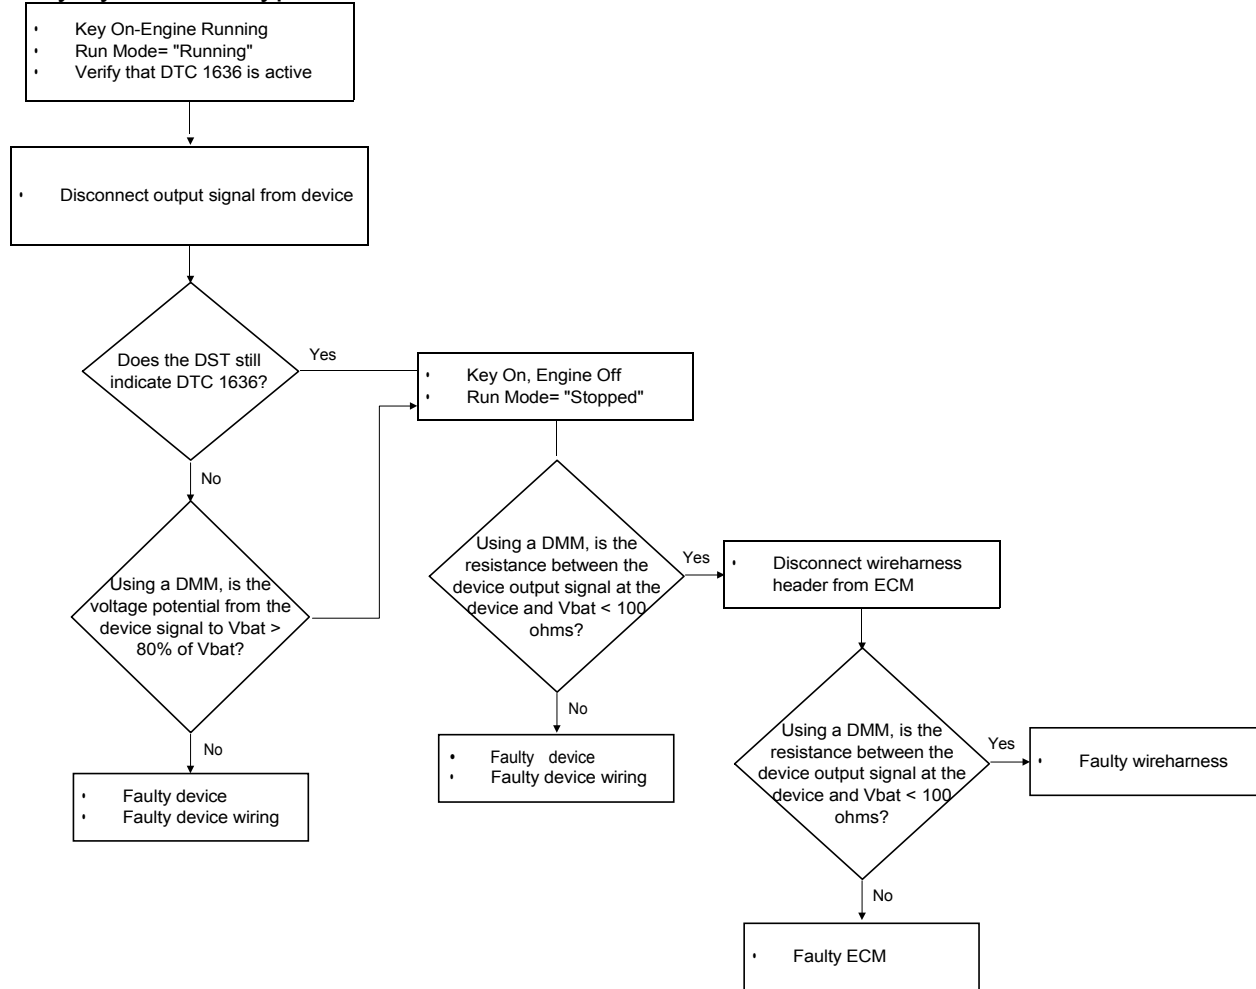 • Key On-Engine Running
• Run Mode= "Running"
• Verify that DTC 1636 is active
• Disconnect output signal from device
Does the DST still
indicate DTC 1636?
Yes
No
• Key On, Engine Off
• Run Mode= "Stopped"
Using a DMM, is the
voltage potential from the
device signal to Vbat >
80% of Vbat?
No
• Faulty device
• Faulty device wiring
Using a DMM, is the
resistance between the
device output signal at the
device and Vbat < 100
ohms?
Yes
No
• Faulty device
• Faulty device wiring
• Disconnect wireharness
header from ECM
Using a DMM, is the
resistance between the
device output signal at the
device and Vbat < 100
ohms?
Yes
• Faulty wireharness
No
• Faulty ECM